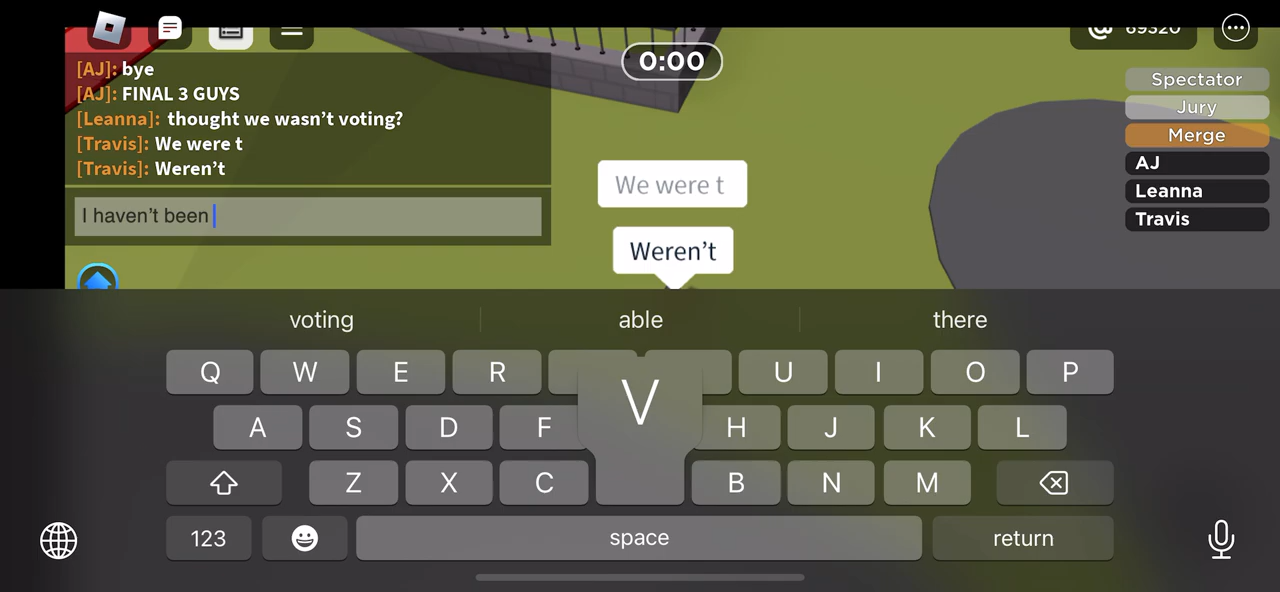 69320
0:00
[AJ]: bye
[AJ]: FINAL 3 GUYS
[Leanna]: thought we wasn't voting?
[Travis]: We were t
[Travis]: Weren't
I haven't been
We were t
Weren't
Spectator
Jury
Merge
AJ
Leanna
Travis
voting able there
Q W E R U I O P
A S D F V H J K L
Z X C B N M
123 space return